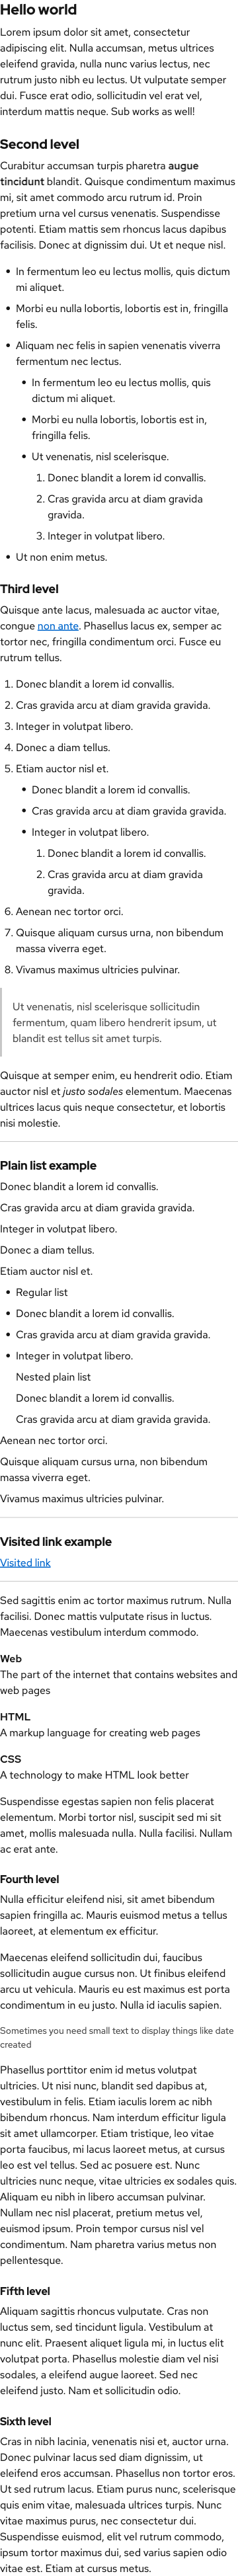 Hello world
Lorem ipsum dolor sit amet, consectetur
adipiscing elit. Nulla accumsan, metus ultrices
eleifend gravida, nulla nunc varius lectus, nec
rutrum justo nibh eu lectus. Ut vulputate semper
dui. Fusce erat odio, sollicitudin vel erat vel,
interdum mattis neque. Sub works as well!
Second level
Curabitur accumsan turpis pharetra augue
tincidunt blandit. Quisque condimentum maximus
mi, sit amet commodo arcu rutrum id. Proin
pretium urna vel cursus venenatis. Suspendisse
potenti. Etiam mattis sem rhoncus lacus dapibus
facilisis. Donec at dignissim dui. Ut et neque nisl.
• In fermentum leo eu lectus mollis, quis dictum
mi aliquet.
• Morbi eu nulla lobortis, lobortis est in, fringilla
felis.
• Aliquam nec felis in sapien venenatis viverra
fermentum nec lectus.
• In fermentum leo eu lectus mollis, quis
dictum mi aliquet.
• Morbi eu nulla lobortis, lobortis est in,
fringilla felis.
• Ut venenatis, nisl scelerisque.
1. Donec blandit a lorem id convallis.
2. Cras gravida arcu at diam gravida
gravida.
3. Integer in volutpat libero.
• Ut non enim metus.
Third level
Quisque ante lacus, malesuada ac auctor vitae,
congue non ante. Phasellus lacus ex, semper ac
tortor nec, fringilla condimentum orci. Fusce eu
rutrum tellus.
1. Donec blandit a lorem id convallis.
2. Cras gravida arcu at diam gravida gravida.
3. Integer in volutpat libero.
4. Donec a diam tellus.
5. Etiam auctor nisl et.
• Donec blandit a lorem id convallis.
• Cras gravida arcu at diam gravida gravida.
• Integer in volutpat libero.
1. Donec blandit a lorem id convallis.
2. Cras gravida arcu at diam gravida
gravida.
6. Aenean nec tortor orci.
7. Quisque aliquam cursus urna, non bibendum
massa viverra eget.
8. Vivamus maximus ultricies pulvinar.
Ut venenatis, nisl scelerisque sollicitudin
fermentum, quam libero hendrerit ipsum, ut
blandit est tellus sit amet turpis.
Quisque at semper enim, eu hendrerit odio. Etiam
auctor nisl et justo sodales elementum. Maecenas
ultrices lacus quis neque consectetur, et lobortis
nisi molestie.
Plain list example
Donec blandit a lorem id convallis.
Cras gravida arcu at diam gravida gravida.
Integer in volutpat libero.
Donec a diam tellus.
Etiam auctor nisl et.
• Regular list
• Donec blandit a lorem id convallis.
• Cras gravida arcu at diam gravida gravida.
• Integer in volutpat libero.
Nested plain list
Donec blandit a lorem id convallis.
Cras gravida arcu at diam gravida gravida.
Aenean nec tortor orci.
Quisque aliquam cursus urna, non bibendum
massa viverra eget.
Vivamus maximus ultricies pulvinar.
Visited link example
Visited link
Sed sagittis enim ac tortor maximus rutrum. Nulla
facilisi. Donec mattis vulputate risus in luctus.
Maecenas vestibulum interdum commodo.
Web
The part of the internet that contains websites and
web pages
HTML
A markup language for creating web pages
CSS
A technology to make HTML look better
Suspendisse egestas sapien non felis placerat
elementum. Morbi tortor nisl, suscipit sed mi sit
amet, mollis malesuada nulla. Nulla facilisi. Nullam
ac erat ante.
Fourth level
Nulla efficitur eleifend nisi, sit amet bibendum
sapien fringilla ac. Mauris euismod metus a tellus
laoreet, at elementum ex efficitur.
Maecenas eleifend sollicitudin dui, faucibus
sollicitudin augue cursus non. Ut finibus eleifend
arcu ut vehicula. Mauris eu est maximus est porta
condimentum in eu justo. Nulla id iaculis sapien.
Sometimes you need small text to display things like date
created
Phasellus porttitor enim id metus volutpat
ultricies. Ut nisi nunc, blandit sed dapibus at,
vestibulum in felis. Etiam iaculis lorem ac nibh
bibendum rhoncus. Nam interdum efficitur ligula
sit amet ullamcorper. Etiam tristique, leo vitae
porta faucibus, mi lacus laoreet metus, at cursus
leo est vel tellus. Sed ac posuere est. Nunc
ultricies nunc neque, vitae ultricies ex sodales quis.
Aliquam eu nibh in libero accumsan pulvinar.
Nullam nec nisl placerat, pretium metus vel,
euismod ipsum. Proin tempor cursus nisl vel
condimentum. Nam pharetra varius metus non
pellentesque.
Fifth level
Aliquam sagittis rhoncus vulputate. Cras non
luctus sem, sed tincidunt ligula. Vestibulum at
nunc elit. Praesent aliquet ligula mi, in luctus elit
volutpat porta. Phasellus molestie diam vel nisi
sodales, a eleifend augue laoreet. Sed nec
eleifend justo. Nam et sollicitudin odio.
Sixth level
Cras in nibh lacinia, venenatis nisi et, auctor urna.
Donec pulvinar lacus sed diam dignissim, ut
eleifend eros accumsan. Phasellus non tortor eros.
Ut sed rutrum lacus. Etiam purus nunc, scelerisque
quis enim vitae, malesuada ultrices turpis. Nunc
vitae maximus purus, nec consectetur dui.
Suspendisse euismod, elit vel rutrum commodo,
ipsum tortor maximus dui, sed varius sapien odio
vitae est. Etiam at cursus metus.